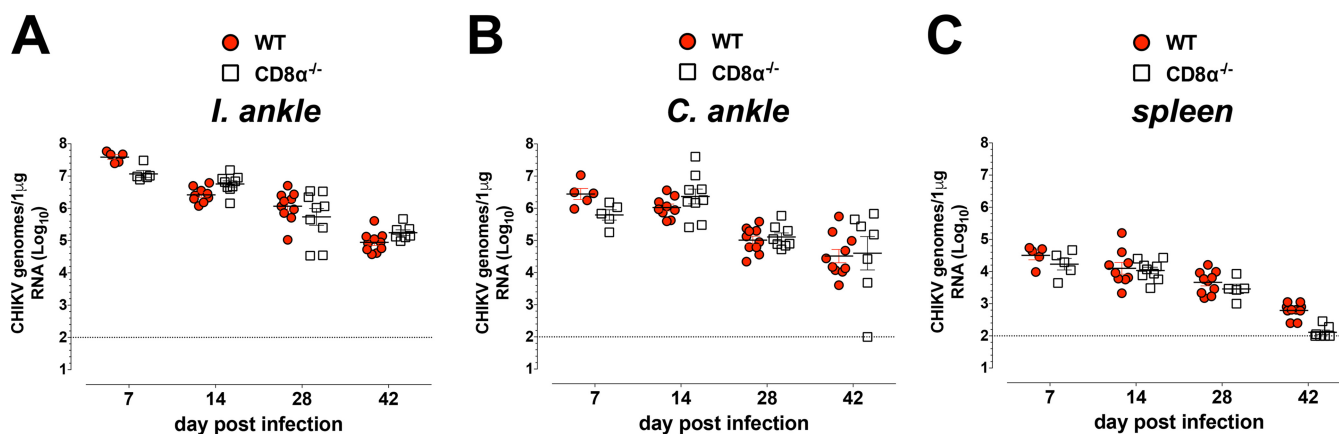 A
WT
CD8α-/-
I. ankle
CHIKV genomes/1µg
RNA (Log10)
8
7
6
5
4
3
2
1
7 14 28 42
day post infection
B
WT
CD8α-/-
C. ankle
CHIKV genomes/1µg
RNA (Log10)
8
7
6
5
4
3
2
1
7 14 28 42
day post infection
C
WT
CD8α-/-
spleen
CHIKV genomes/1µg
RNA (Log10)
8
7
6
5
4
3
2
1
7 14 28 42
day post infection